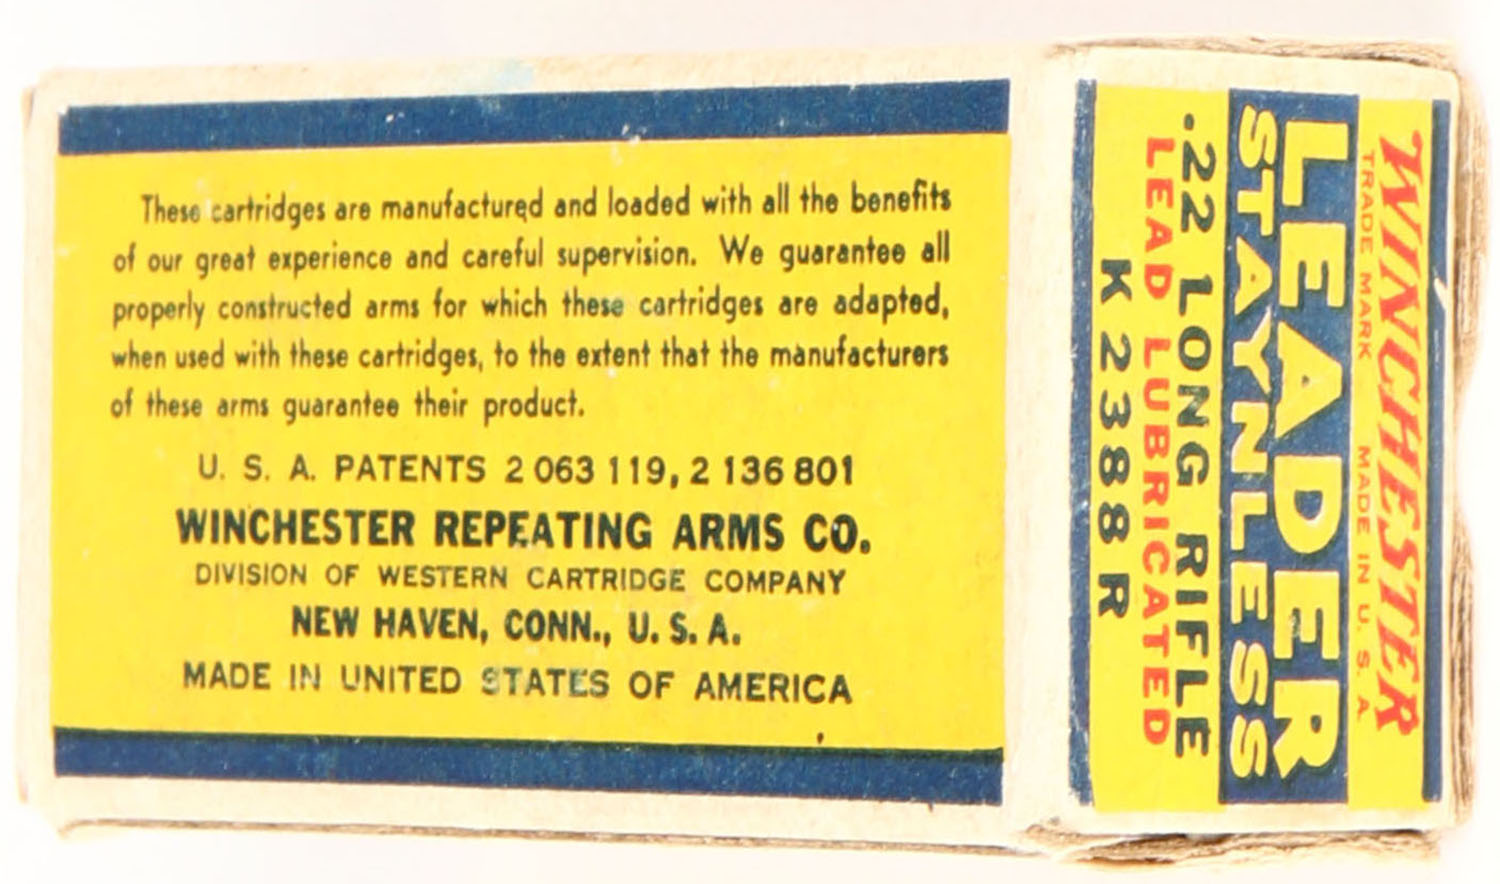 These cartridges are manufactured and loaded with all the benefits
of our great experience and careful supervision. We guarantee all
properly constructed arms for which these cartridges are adapted,
when used with these cartridges, to the extent that the manufacturers
of these arms guarantee their product.
U. S. A. PATENTS 2 063 119, 2 136 801
WINCHESTER REPEATING ARMS CO.
DIVISION OF WESTERN CARTRIDGE COMPANY
NEW HAVEN, CONN., U. S. A.
MADE IN UNITED STATES OF AMERICA
WINCHESTER
TRADE MARK MADE IN U. S. A.
LEADER
STAYNLESS
.22 LONG RIFLE
LEAD LUBRICATED
K 2388 R